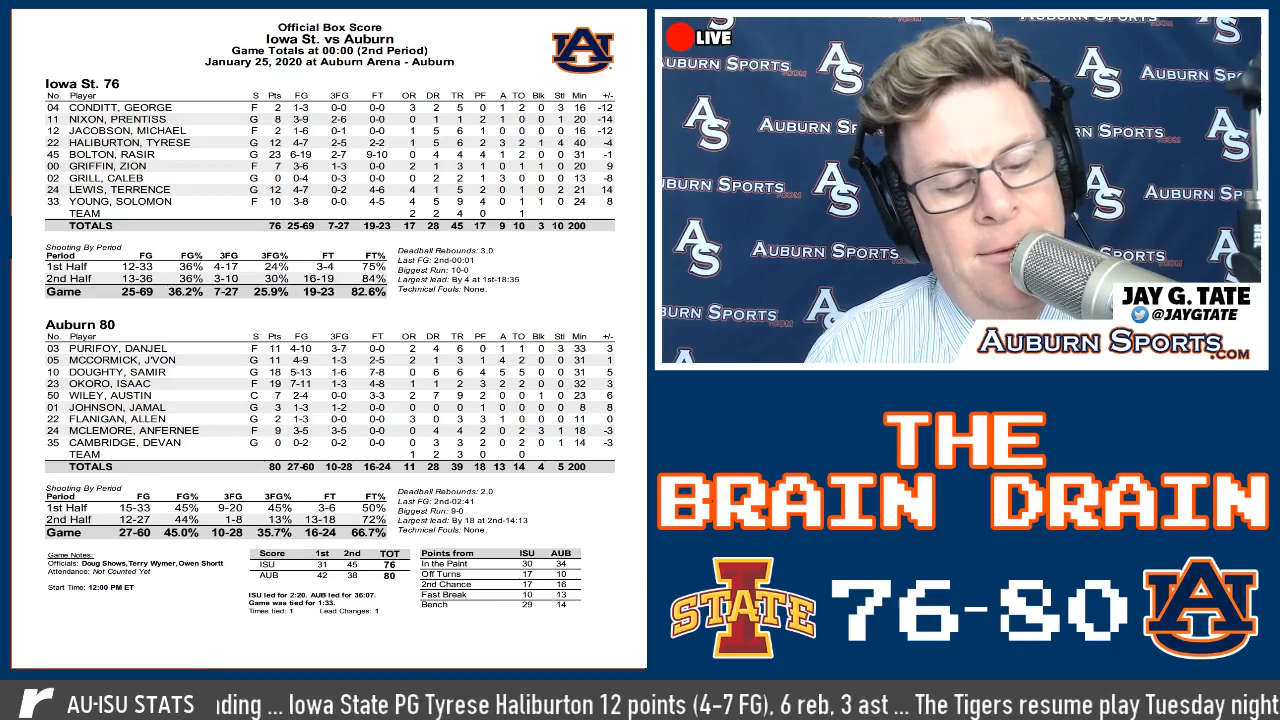 Official Box Score
Iowa St. vs Auburn
Game Totals at 00:00 (2nd Period)
January 25, 2020 at Auburn Arena - Auburn
Iowa St. 76
No. Player S Pts FG 3FG FT OR DR TR PF A TO Blk Stl Min +/-
04 CONDITT, GEORGE F 2 1-3 0-0 0-0 3 2 5 0 1 2 0 3 16 -12
11 NIXON, PRENTISS G 8 3-9 2-6 0-0 0 1 1 2 1 0 0 1 20 -14
12 JACOBSON, MICHAEL F 2 1-6 0-1 0-0 1 5 6 1 0 0 0 0 16 -12
22 HALIBURTON, TYRESE G 12 4-7 2-5 2-2 1 5 6 2 3 2 1 4 40 -4
45 BOLTON, RASIR G 23 6-19 2-7 9-10 0 4 4 4 1 2 0 0 31 -1
00 GRIFFIN, ZION F 7 3-6 1-3 0-0 2 1 3 1 0 1 1 0 20 9
02 GRILL, CALEB G 0 0-4 0-3 0-0 0 2 2 1 3 0 0 0 13 -8
24 LEWIS, TERRENCE G 12 4-7 0-2 4-6 4 1 5 2 0 1 0 2 21 14
33 YOUNG, SOLOMON F 10 3-8 0-0 4-5 4 5 9 4 0 1 1 0 24 8
TEAM 2 2 4 0 1
TOTALS 76 25-69 7-27 19-23 17 28 45 17 9 10 3 10 200
Shooting By Period
Period FG FG% 3FG 3FG% FT FT%
1st Half 12-33 36% 4-17 24% 3-4 75%
2nd Half 13-36 36% 3-10 30% 16-19 84%
Game 25-69 36.2% 7-27 25.9% 19-23 82.6%
Deadball Rebounds: 3,0
Last FG: 2nd-00:01
Biggest Run: 10-0
Largest lead: By 4 at 1st-18:35
Technical Fouls: None.
Auburn 80
No. Player S Pts FG 3FG FT OR DR TR PF A TO Blk Stl Min +/-
03 PURIFOY, DANJEL F 11 4-10 3-7 0-0 2 4 6 0 1 1 0 3 33 3
05 MCCORMICK, J'VON G 11 4-9 1-3 2-5 1 2 3 1 4 2 0 0 31 1
10 DOUGHTY, SAMIR G 18 5-13 1-6 7-8 0 6 6 4 5 5 0 0 31 5
23 OKORO, ISAAC F 19 7-11 1-3 4-8 1 1 2 3 2 2 0 0 32 3
50 WILEY, AUSTIN C 7 2-4 0-0 3-3 2 7 9 2 0 0 1 0 23 6
01 JOHNSON, JAMAL G 3 1-3 1-2 0-0 0 0 0 1 0 0 0 0 8 8
22 FLANIGAN, ALLEN G 2 1-3 0-0 0-0 3 0 3 3 1 0 0 0 11 0
24 MCLEMORE, ANFERNEE F 9 3-5 3-5 0-0 0 4 4 2 0 2 3 1 18 -3
35 CAMBRIDGE, DEVAN G 0 0-2 0-2 0-0 0 3 3 2 0 2 0 1 14 -3
TEAM 1 2 3 0 0
TOTALS 80 27-60 10-28 16-24 11 28 39 18 13 14 4 5 200
Shooting By Period
Period FG FG% 3FG 3FG% FT FT%
1st Half 15-33 45% 9-20 45% 3-6 50%
2nd Half 12-27 44% 1-8 13% 13-18 72%
Game 27-60 45.0% 10-28 35.7% 16-24 66.7%
Deadball Rebounds: 2,0
Last FG: 2nd-02:41
Biggest Run: 9-0
Largest lead: By 18 at 2nd-14:13
Technical Fouls: None.
Game Notes:
Officials: Doug Shows,Terry Wymer,Owen Shortt
Attendance: Not Counted Yet
Start Time: 12:00 PM ET
Score 1st 2nd TOT
ISU 31 45 76
AUB 42 38 80
ISU led for 2:20. AUB led for 36:07.
Game was tied for 1:33.
Times tied: 1 Lead Changes: 1
Points from ISU AUB
In the Paint 30 34
Off Turns 17 10
2nd Chance 17 16
Fast Break 10 13
Bench 29 14
LIVE
AUBURN SPORTS .COM
JAY G. TATE
@JAYGTATE
AUBURN SPORTS.COM
THE
BRAIN DRAIN
STATE 76-80 AU
AU-ISU STATS ding ... Iowa State PG Tyrese Haliburton 12 points (4-7 FG), 6 reb, 3 ast ... The Tigers resume play Tuesday night